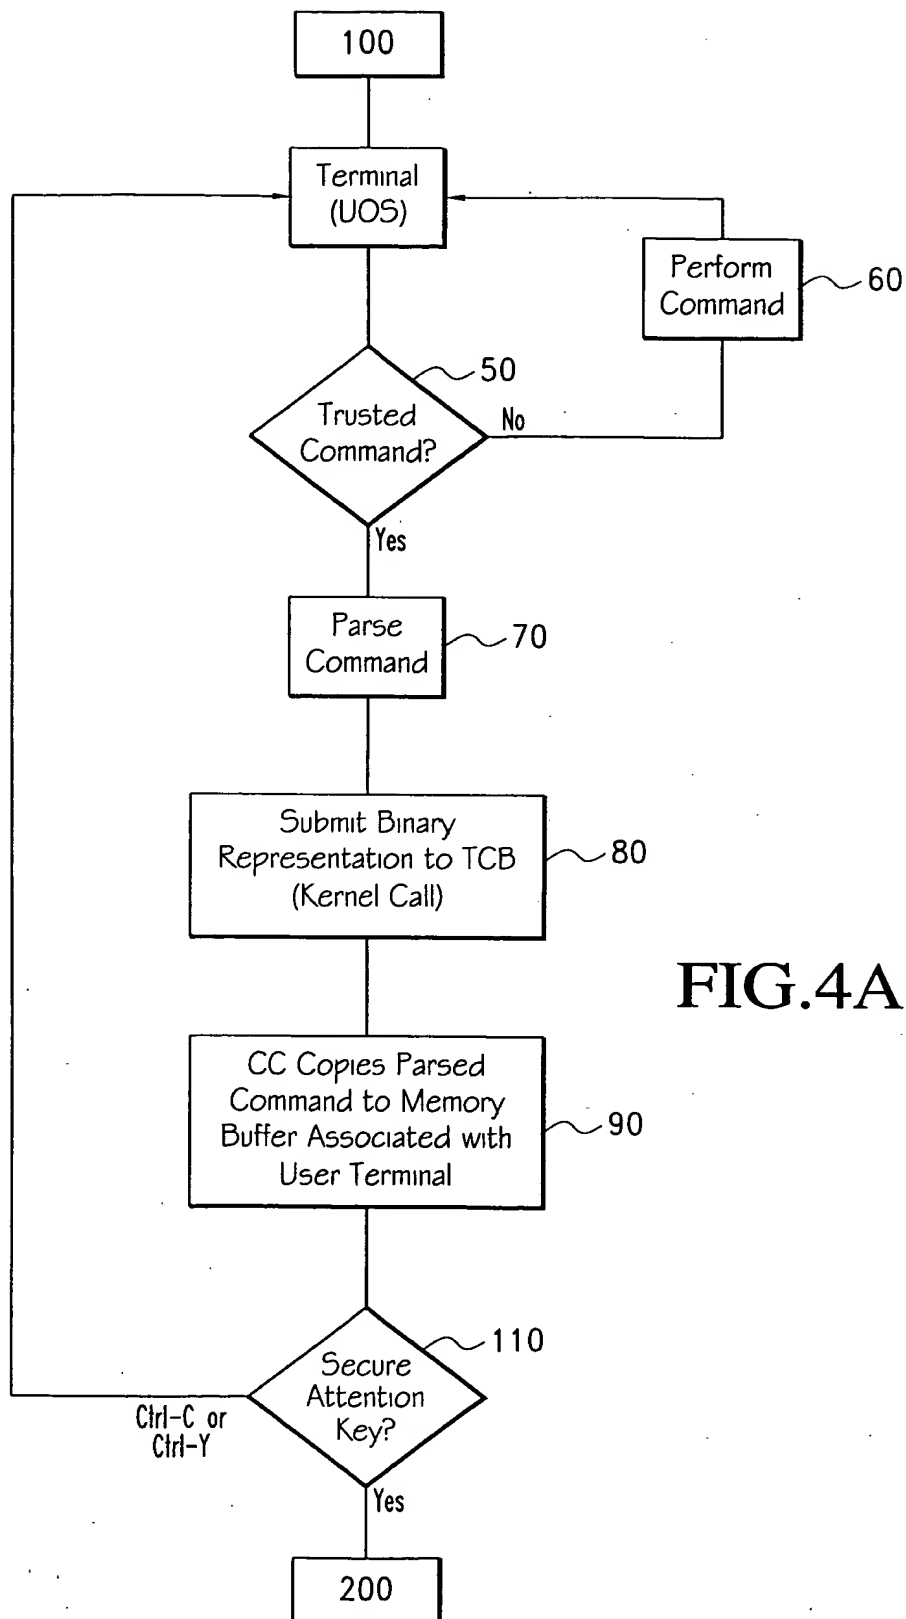 100
Terminal
(UOS)
Perform
Command
60
50
Trusted
Command?
No
Yes
Parse
Command
70
Submit Binary
Representation to TCB
(Kernel Call)
80
FIG.4A
CC Copies Parsed
Command to Memory
Buffer Associated with
User Terminal
90
110
Secure
Attention
Key?
Ctrl-C or
Ctrl-Y
Yes
200